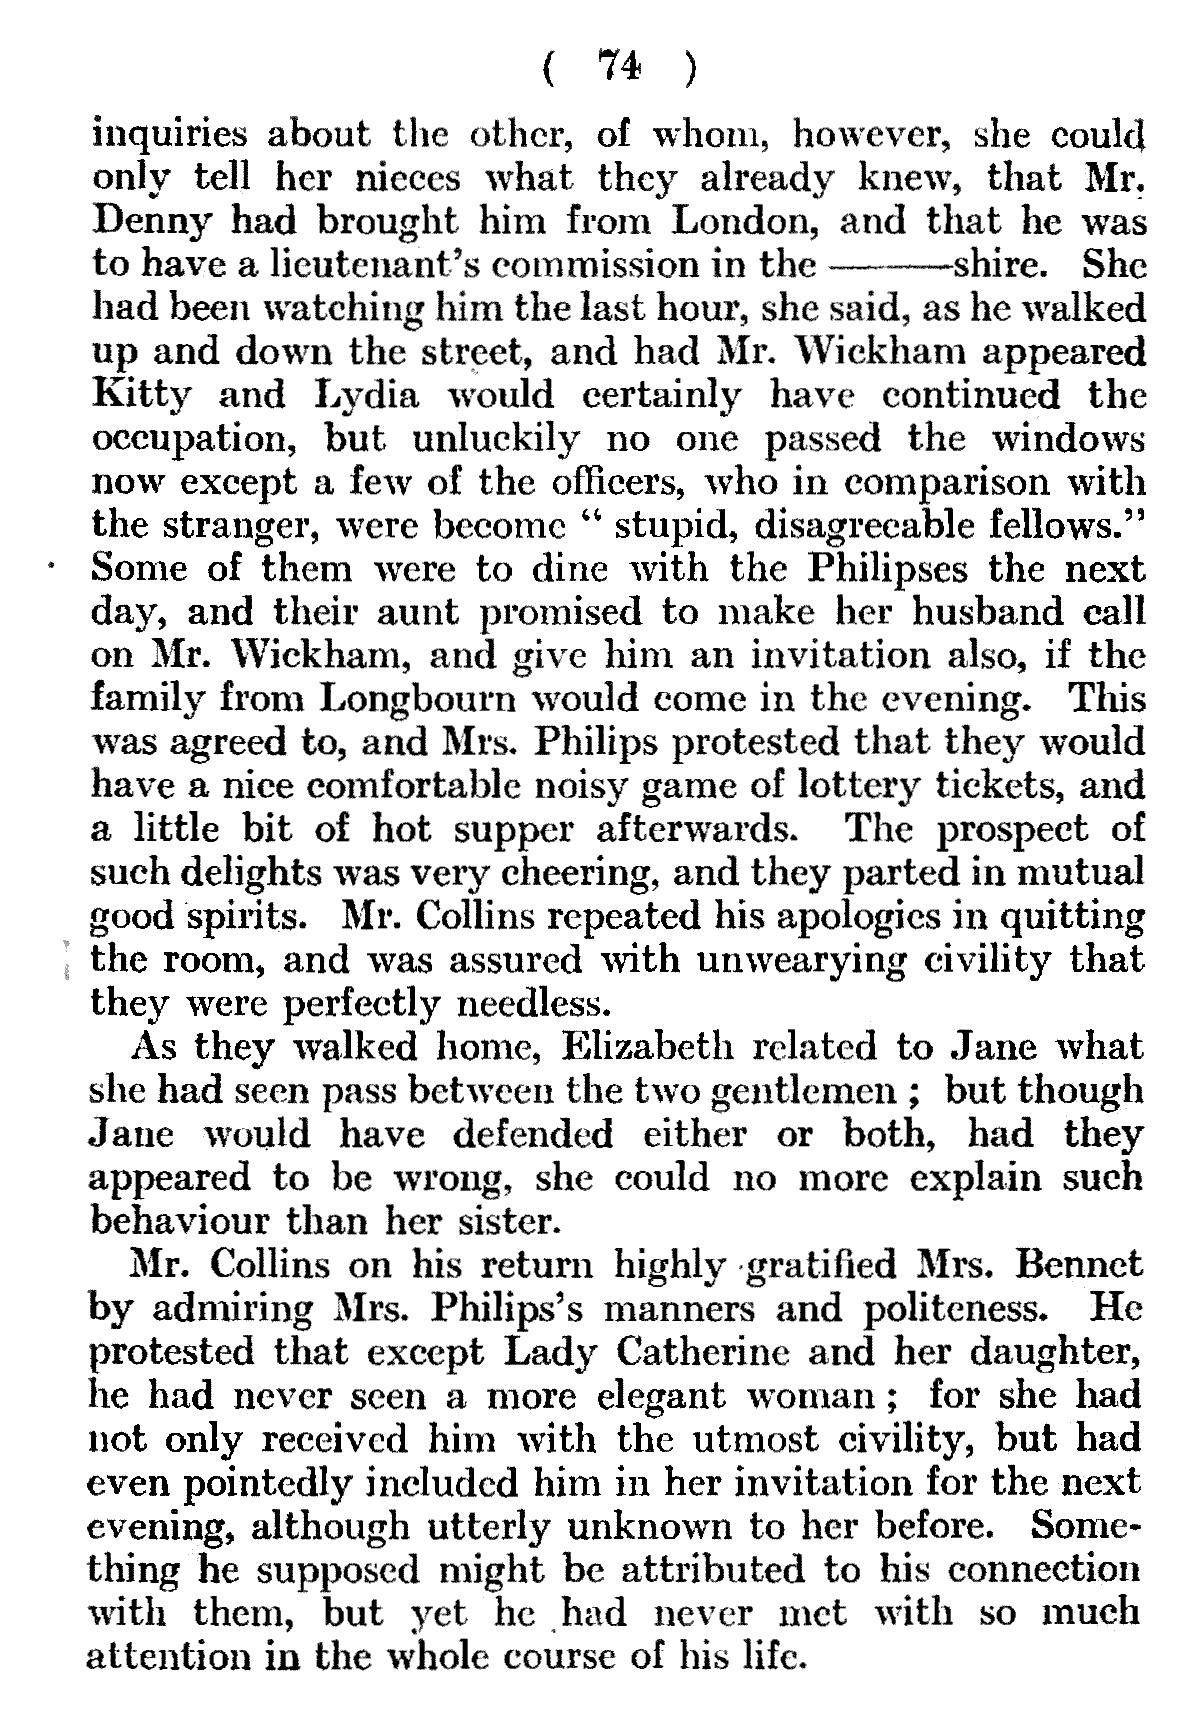 ( 74 )
inquiries about the other, of whom, however, she could
only tell her nieces what they already knew, that Mr.
Denny had brought him from London, and that he was
to have a lieutenant's commission in the ———shire. She
had been watching him the last hour, she said, as he walked
up and down the street, and had Mr. Wickham appeared
Kitty and Lydia would certainly have continued the
occupation, but unluckily no one passed the windows
now except a few of the officers, who in comparison with
the stranger, were become “ stupid, disagreeable fellows.”
Some of them were to dine with the Philipses the next
day, and their aunt promised to make her husband call
on Mr. Wickham, and give him an invitation also, if the
family from Longbourn would come in the evening. This
was agreed to, and Mrs. Philips protested that they would
have a nice comfortable noisy game of lottery tickets, and
a little bit of hot supper afterwards. The prospect of
such delights was very cheering, and they parted in mutual
good spirits. Mr. Collins repeated his apologies in quitting
the room, and was assured with unwearying civility that
they were perfectly needless.
As they walked home, Elizabeth related to Jane what
she had seen pass between the two gentlemen ; but though
Jane would have defended either or both, had they
appeared to be wrong, she could no more explain such
behaviour than her sister.
Mr. Collins on his return highly gratified Mrs. Bennet
by admiring Mrs. Philips's manners and politeness. He
protested that except Lady Catherine and her daughter,
he had never seen a more elegant woman ; for she had
not only received him with the utmost civility, but had
even pointedly included him in her invitation for the next
evening, although utterly unknown to her before. Some-
thing he supposed might be attributed to his connection
with them, but yet he had never met with so much
attention in the whole course of his life.